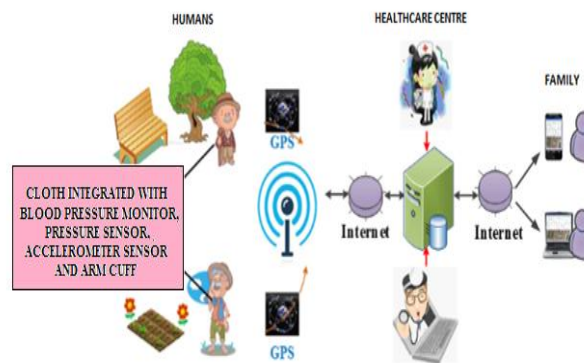 HUMANS
HEALTHCARE CENTRE
FAMILY
GPS
CLOTH INTEGRATED WITH
BLOOD PRESSURE MONITOR,
PRESSURE SENSOR,
ACCELEROMETER SENSOR
AND ARM CUFF
Internet
Internet
GPS